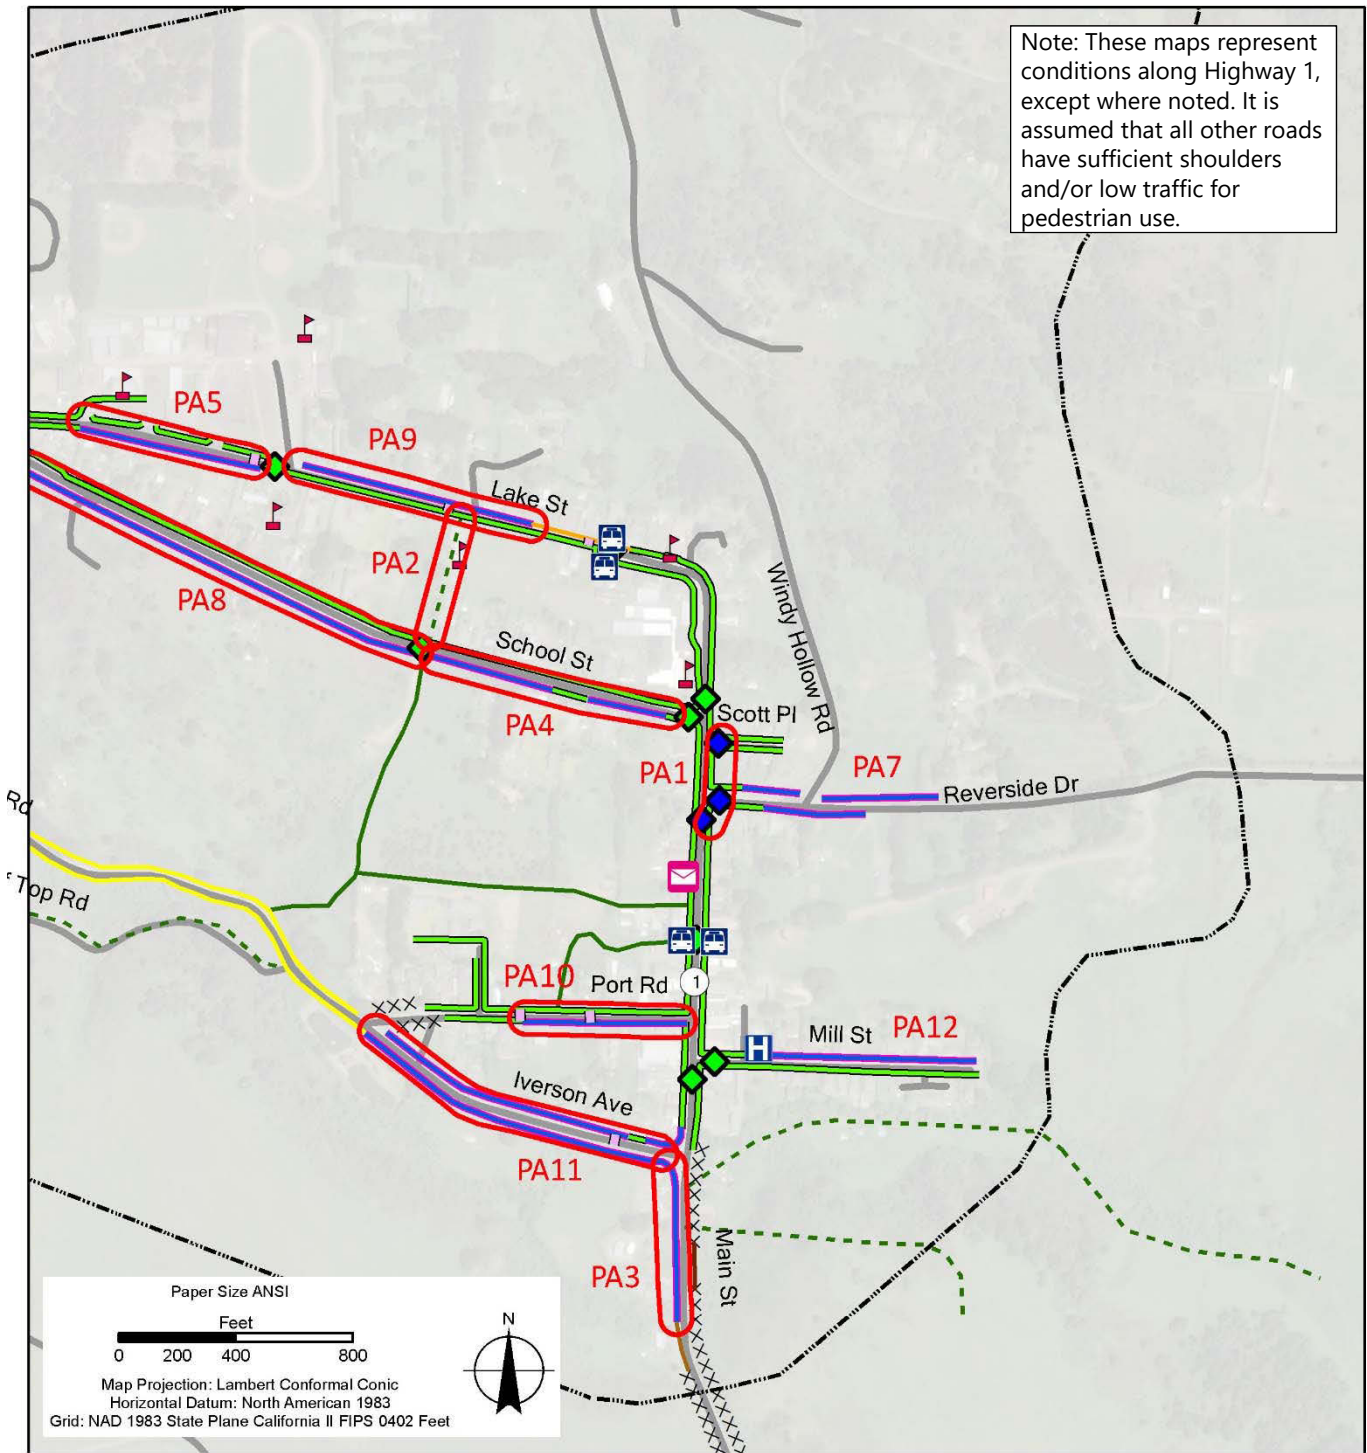 Note: These maps represent
conditions along Highway 1,
except where noted. It is
assumed that all other roads
have sufficient shoulders
and/or low traffic for
pedestrian use.
PA5
PA9
Lake St
PA2
PA8
School St
Windy Hollow Rd
Scott Pl
PA4
PA1
PA7
Reverside Dr
Rd
Top Rd
PA10
Port Rd
1
H
Mill St
PA12
Iverson Ave
PA11
Main St
PA3
Paper Size ANSI
Feet
0 200 400 800
Map Projection: Lambert Conformal Conic
Horizontal Datum: North American 1983
Grid: NAD 1983 State Plane California II FIPS 0402 Feet
N